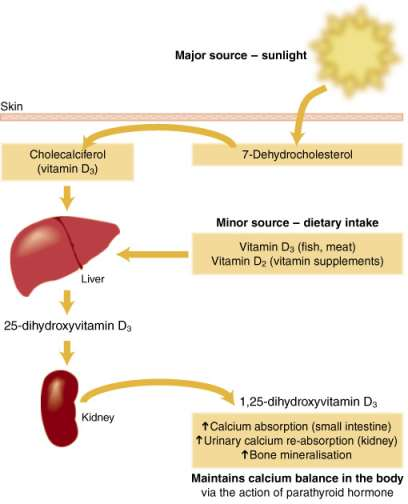 Major source – sunlight
Skin
Cholecalciferol
(vitamin D₃)
7-Dehydrocholesterol
Minor source – dietary intake
Vitamin D₃ (fish, meat)
Vitamin D₂ (vitamin supplements)
Liver
25-dihydroxyvitamin D₃
Kidney
1,25-dihydroxyvitamin D₃
↑Calcium absorption (small intestine)
↑Urinary calcium re-absorption (kidney)
↑Bone mineralisation
Maintains calcium balance in the body
via the action of parathyroid hormone